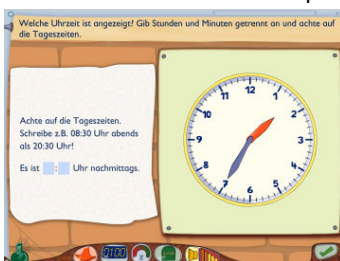 Welche Uhrzeit ist angezeigt? Gib Stunden und Minuten getrennt an und achte auf
die Tageszeiten.
Achte auf die Tageszeiten.
Schreibe z.B. 08:30 Uhr abends
als 20:30 Uhr!
Es ist : Uhr nachmittags.
12
1
2
3
4
5
6
7
8
9
10
11